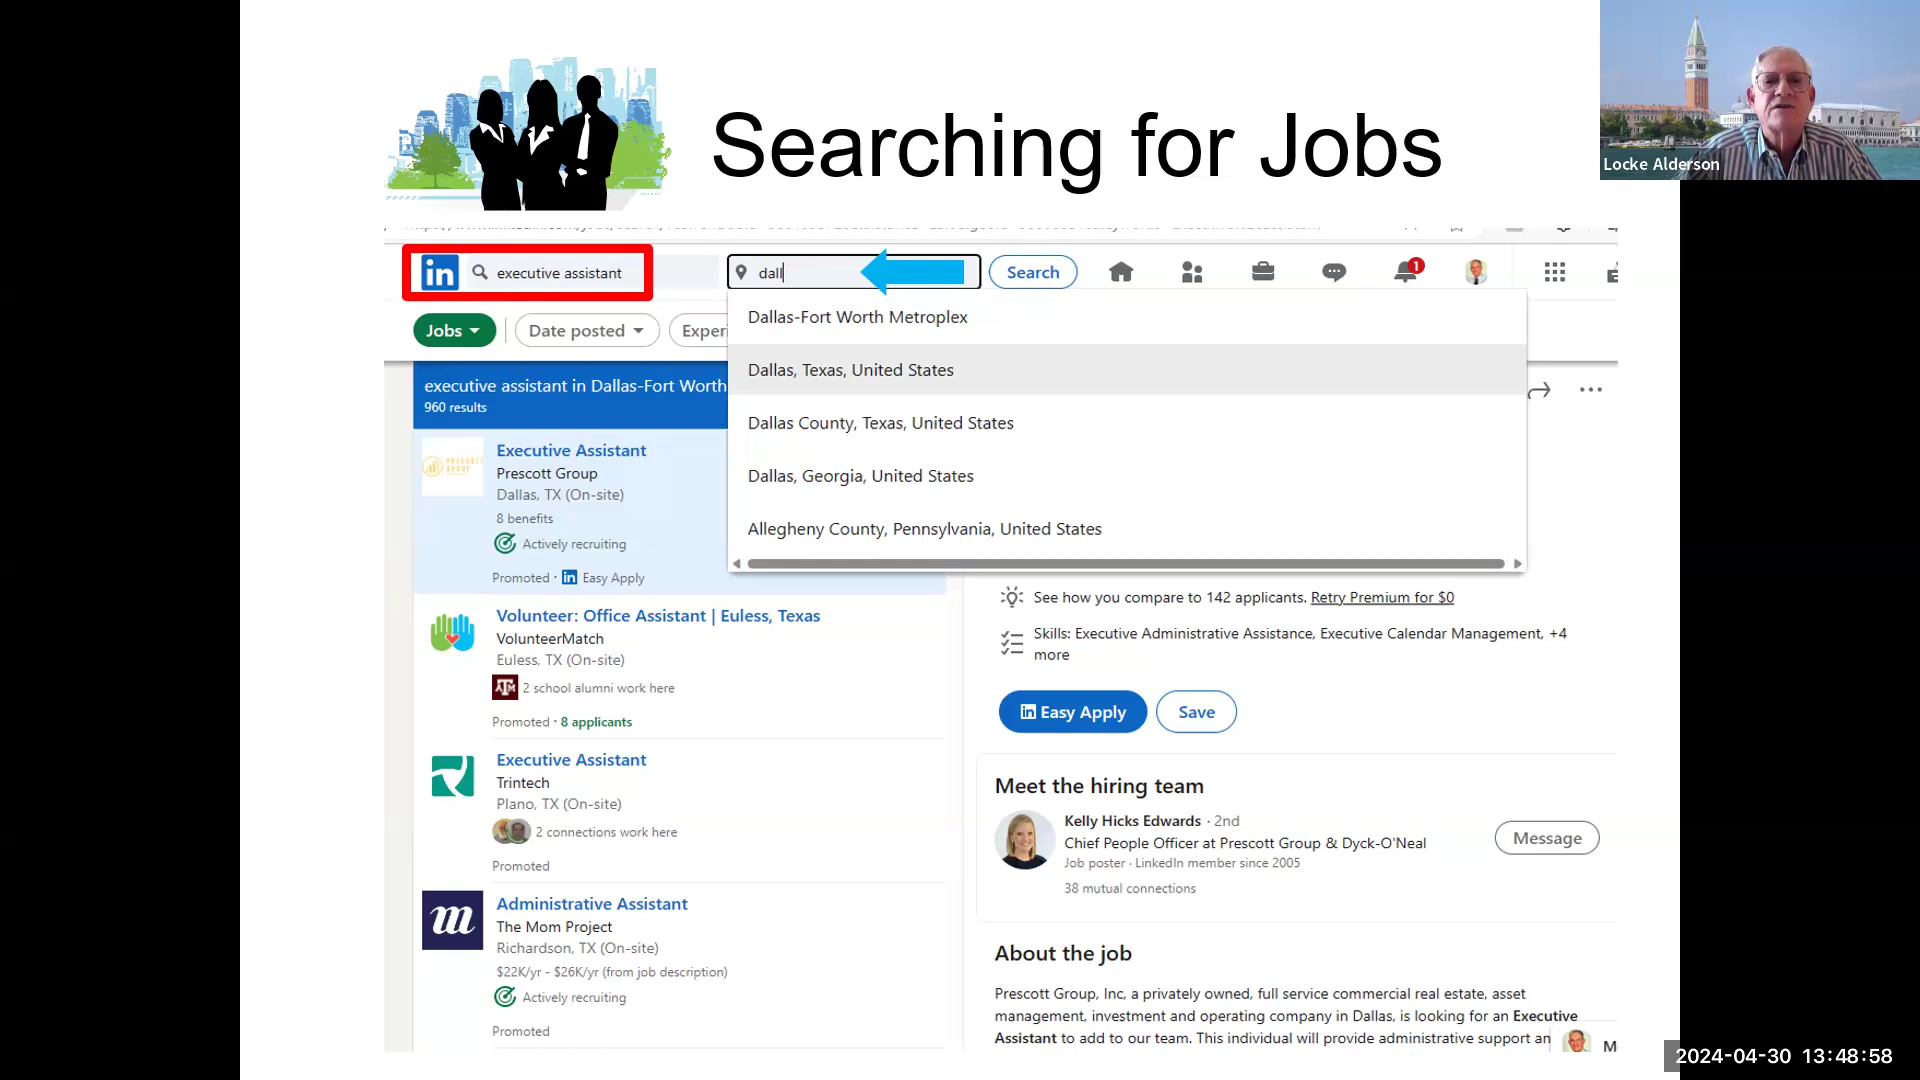 Searching for Jobs
Locke Alderson
in executive assistant
dall
Search
1
Jobs
Date posted
Exper
Dallas-Fort Worth Metroplex
Dallas, Texas, United States
Dallas County, Texas, United States
Dallas, Georgia, United States
Allegheny County, Pennsylvania, United States
executive assistant in Dallas-Fort Worth
960 results
Executive Assistant
Prescott Group
Dallas, TX (On-site)
8 benefits
Actively recruiting
Promoted · in Easy Apply
Volunteer: Office Assistant | Euless, Texas
VolunteerMatch
Euless, TX (On-site)
ATM 2 school alumni work here
Promoted · 8 applicants
Executive Assistant
Trintech
Plano, TX (On-site)
2 connections work here
Promoted
m
Administrative Assistant
The Mom Project
Richardson, TX (On-site)
$22K/yr - $26K/yr (from job description)
Actively recruiting
Promoted
See how you compare to 142 applicants. Retry Premium for $0
Skills: Executive Administrative Assistance, Executive Calendar Management, +4
more
in Easy Apply
Save
Meet the hiring team
Kelly Hicks Edwards · 2nd
Chief People Officer at Prescott Group & Dyck-O'Neal
Job poster · LinkedIn member since 2005
38 mutual connections
Message
About the job
Prescott Group, Inc, a privately owned, full service commercial real estate, asset
management, investment and operating company in Dallas, is looking for an Executive
Assistant to add to our team. This individual will provide administrative support an
2024-04-30 13:48:58